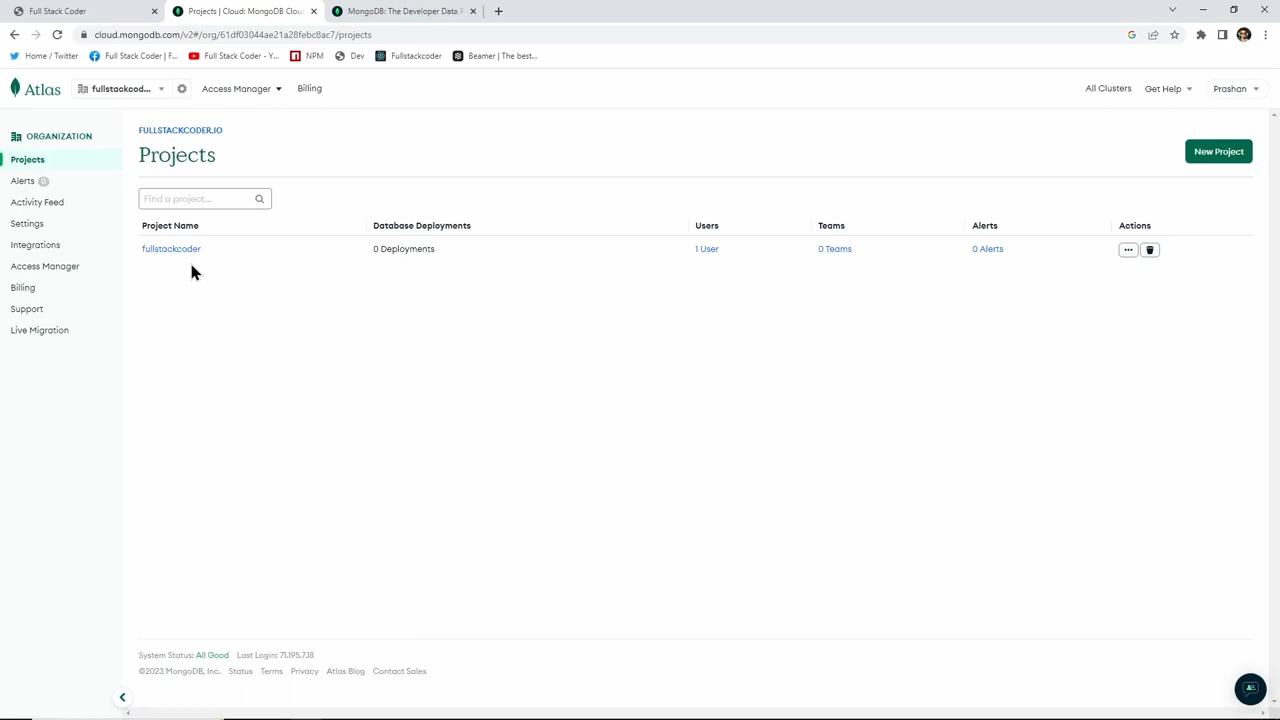 Full Stack Coder
Projects | Cloud: MongoDB Cloud
MongoDB: The Developer Data P
cloud.mongodb.com/v2#/org/61df03044ae21a28febc8ac7/projects
Home / Twitter
Full Stack Coder | F...
Full Stack Coder - Y...
NPM
Dev
Fullstackcoder
Beamer | The best...
Atlas
fullstackcod...
Access Manager
Billing
All Clusters
Get Help
Prashan
ORGANIZATION
Projects
Alerts 0
Activity Feed
Settings
Integrations
Access Manager
Billing
Support
Live Migration
FULLSTACKCODER.IO
Projects
New Project
Find a project...
Project Name Database Deployments Users Teams Alerts Actions
fullstackcoder 0 Deployments 1 User 0 Teams 0 Alerts
System Status: All Good Last Login: 71.195.7.18
©2023 MongoDB, Inc. Status Terms Privacy Atlas Blog Contact Sales